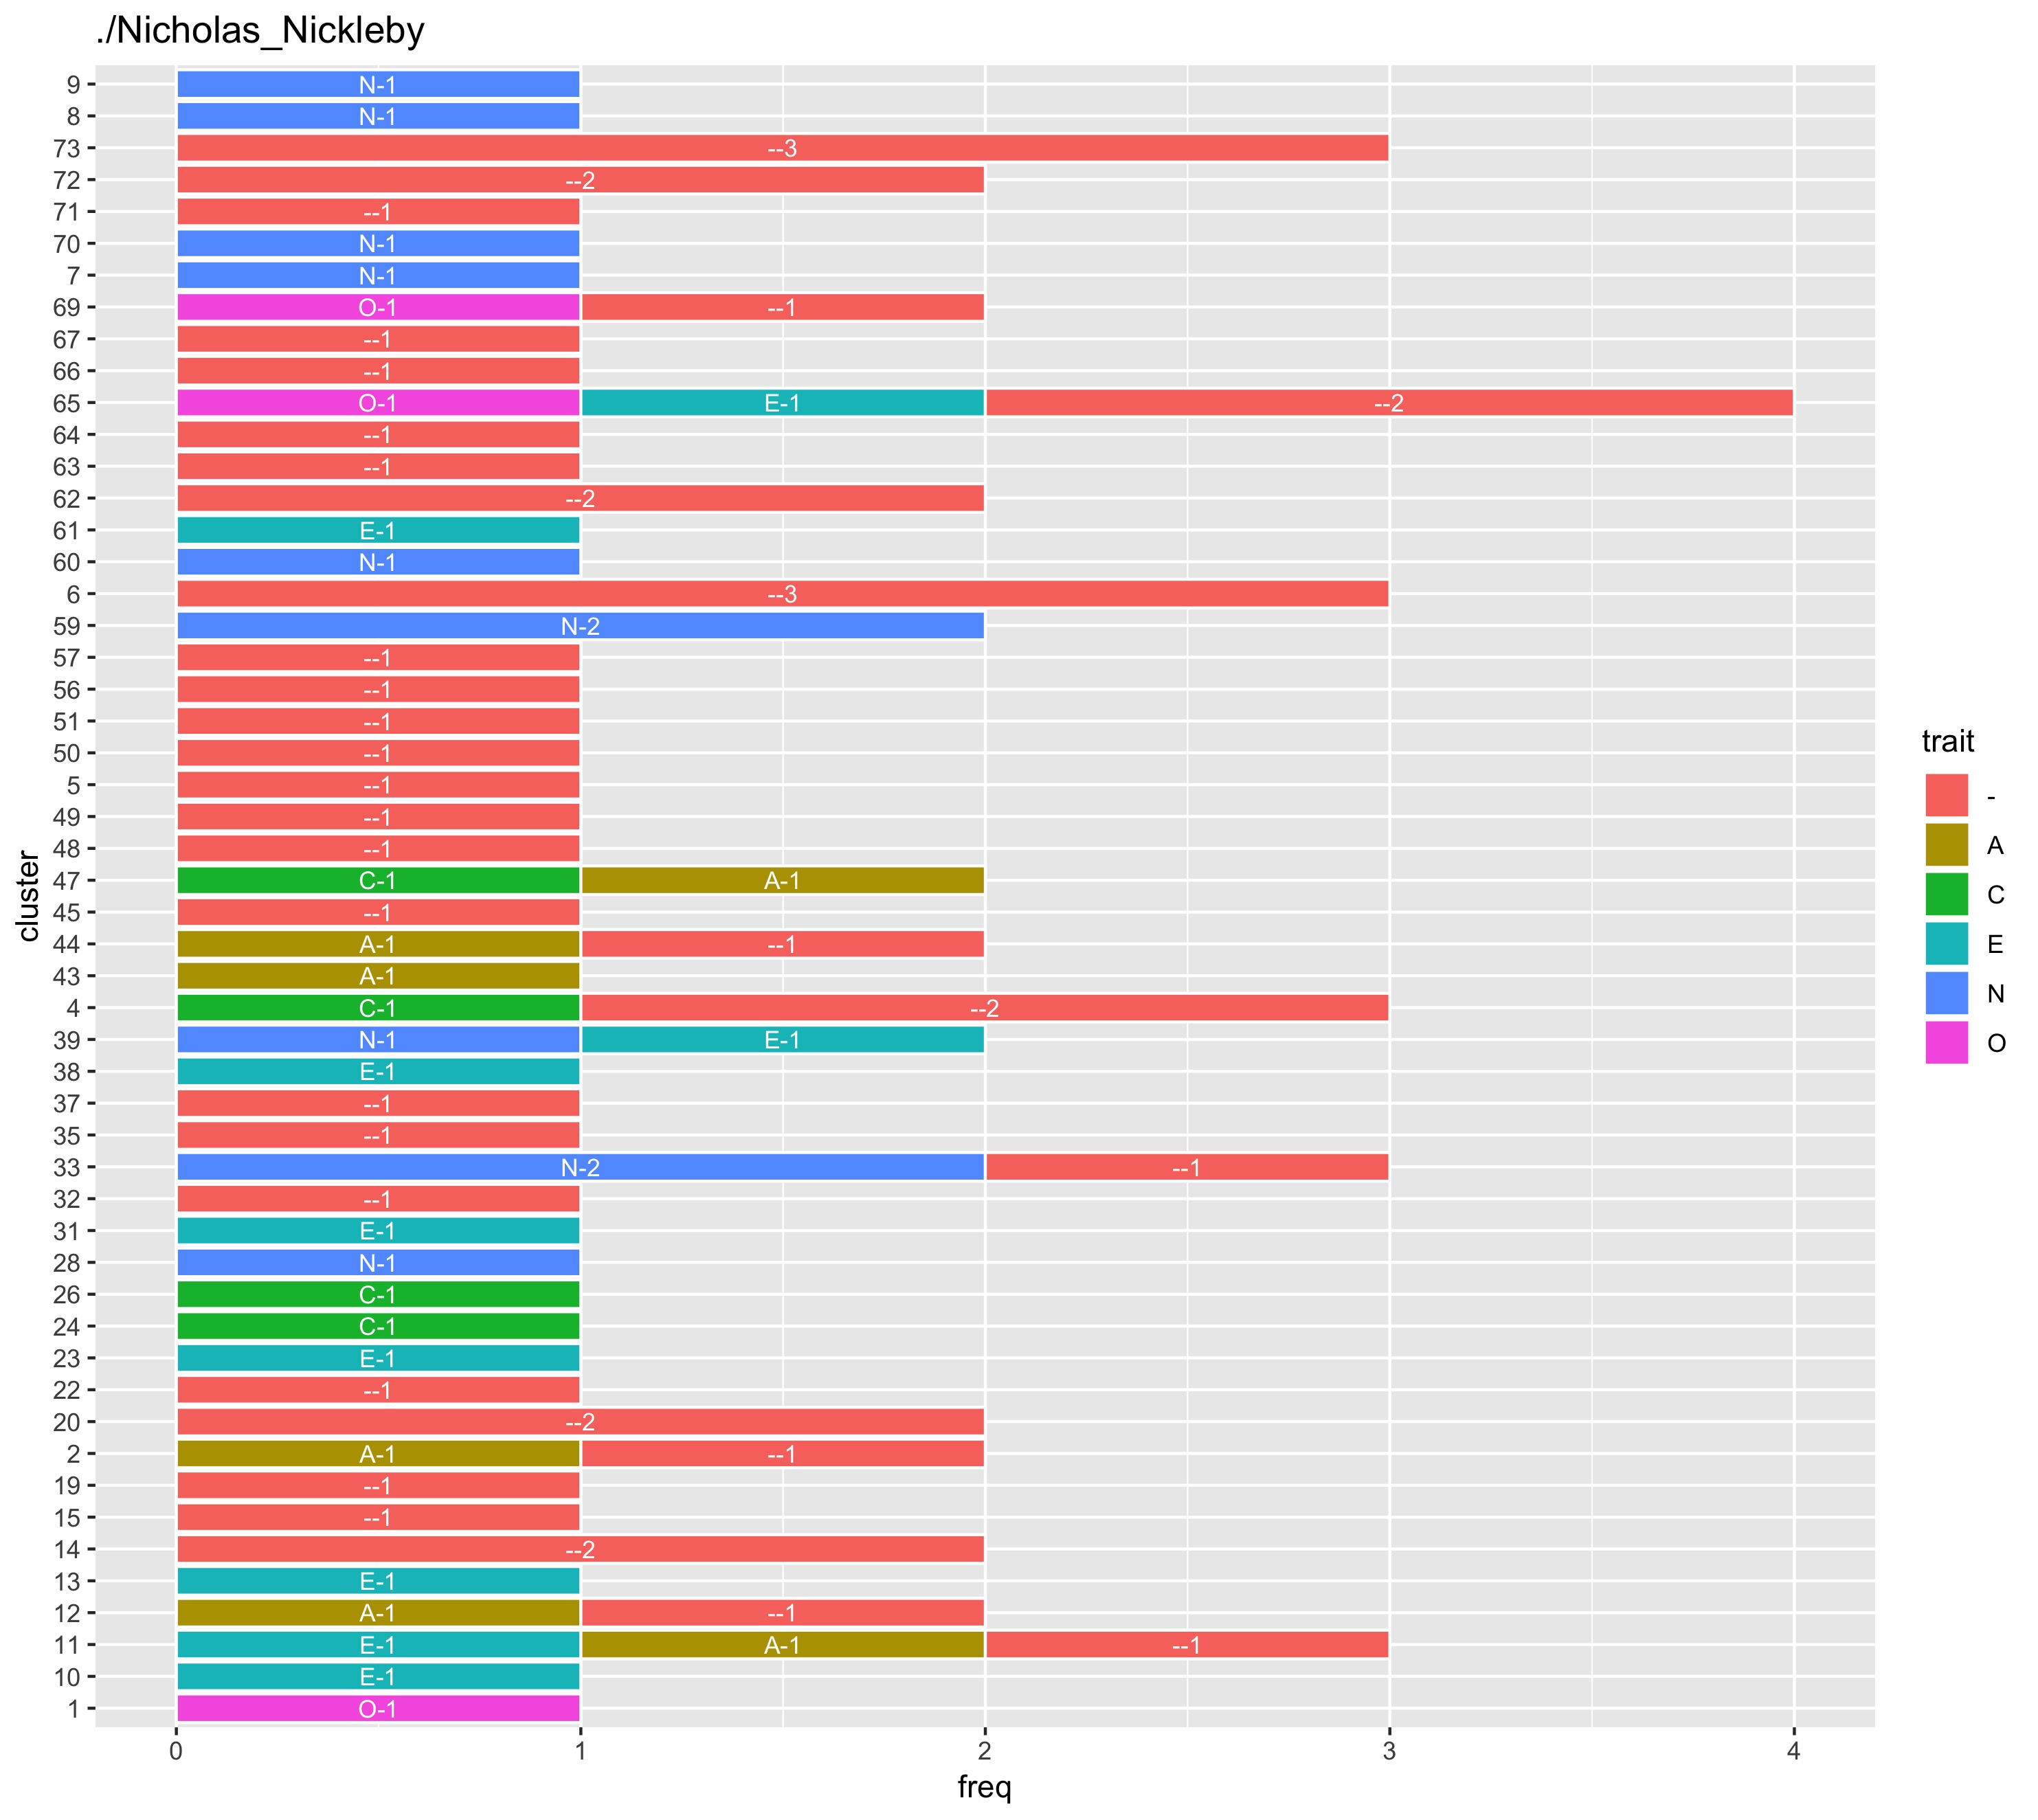 ./Nicholas_Nickleby
9 N-1
8 N-1
73 --3
72 --2
71 --1
70 N-1
7 N-1
69 O-1 --1
67 --1
66 --1
65 O-1 E-1 --2
64 --1
63 --1
62 --2
61 E-1
60 N-1
6 --3
59 N-2
57 --1
56 --1
51 --1
50 --1
5 --1
49 --1
48 --1
47 C-1 A-1
45 --1
44 A-1 --1
43 A-1
4 C-1 --2
39 N-1 E-1
38 E-1
37 --1
35 --1
33 N-2 --1
32 --1
31 E-1
28 N-1
26 C-1
24 C-1
23 E-1
22 --1
20 --2
2 A-1 --1
19 --1
15 --1
14 --2
13 E-1
12 A-1 --1
11 E-1 A-1 --1
10 E-1
1 O-1
0 1 2 3 4
freq
cluster
trait
-
A
C
E
N
O